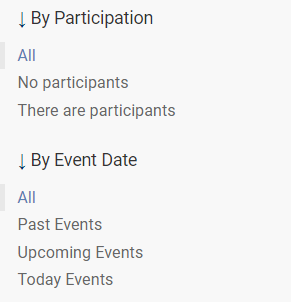 ↓ By Participation
All
No participants
There are participants
↓ By Event Date
All
Past Events
Upcoming Events
Today Events